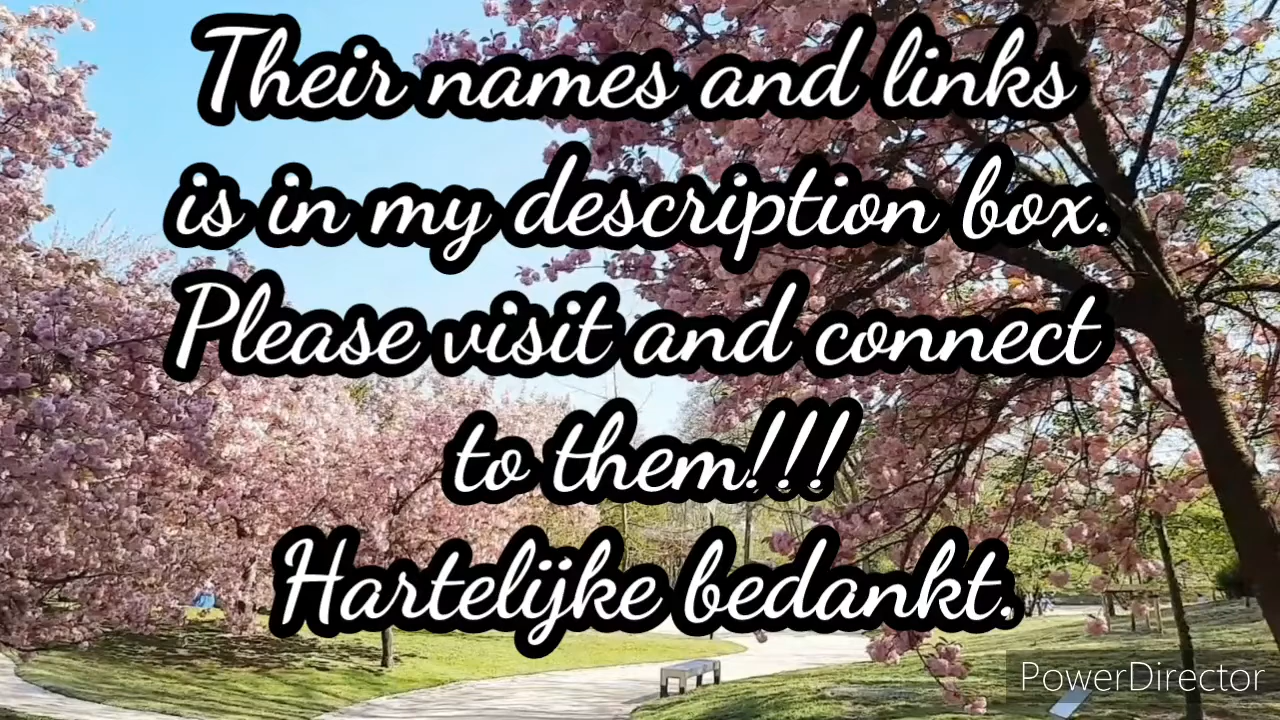 Their names and links
is in my description box.
Please visit and connect
to them!!!
Hartelijke bedankt.
PowerDirector